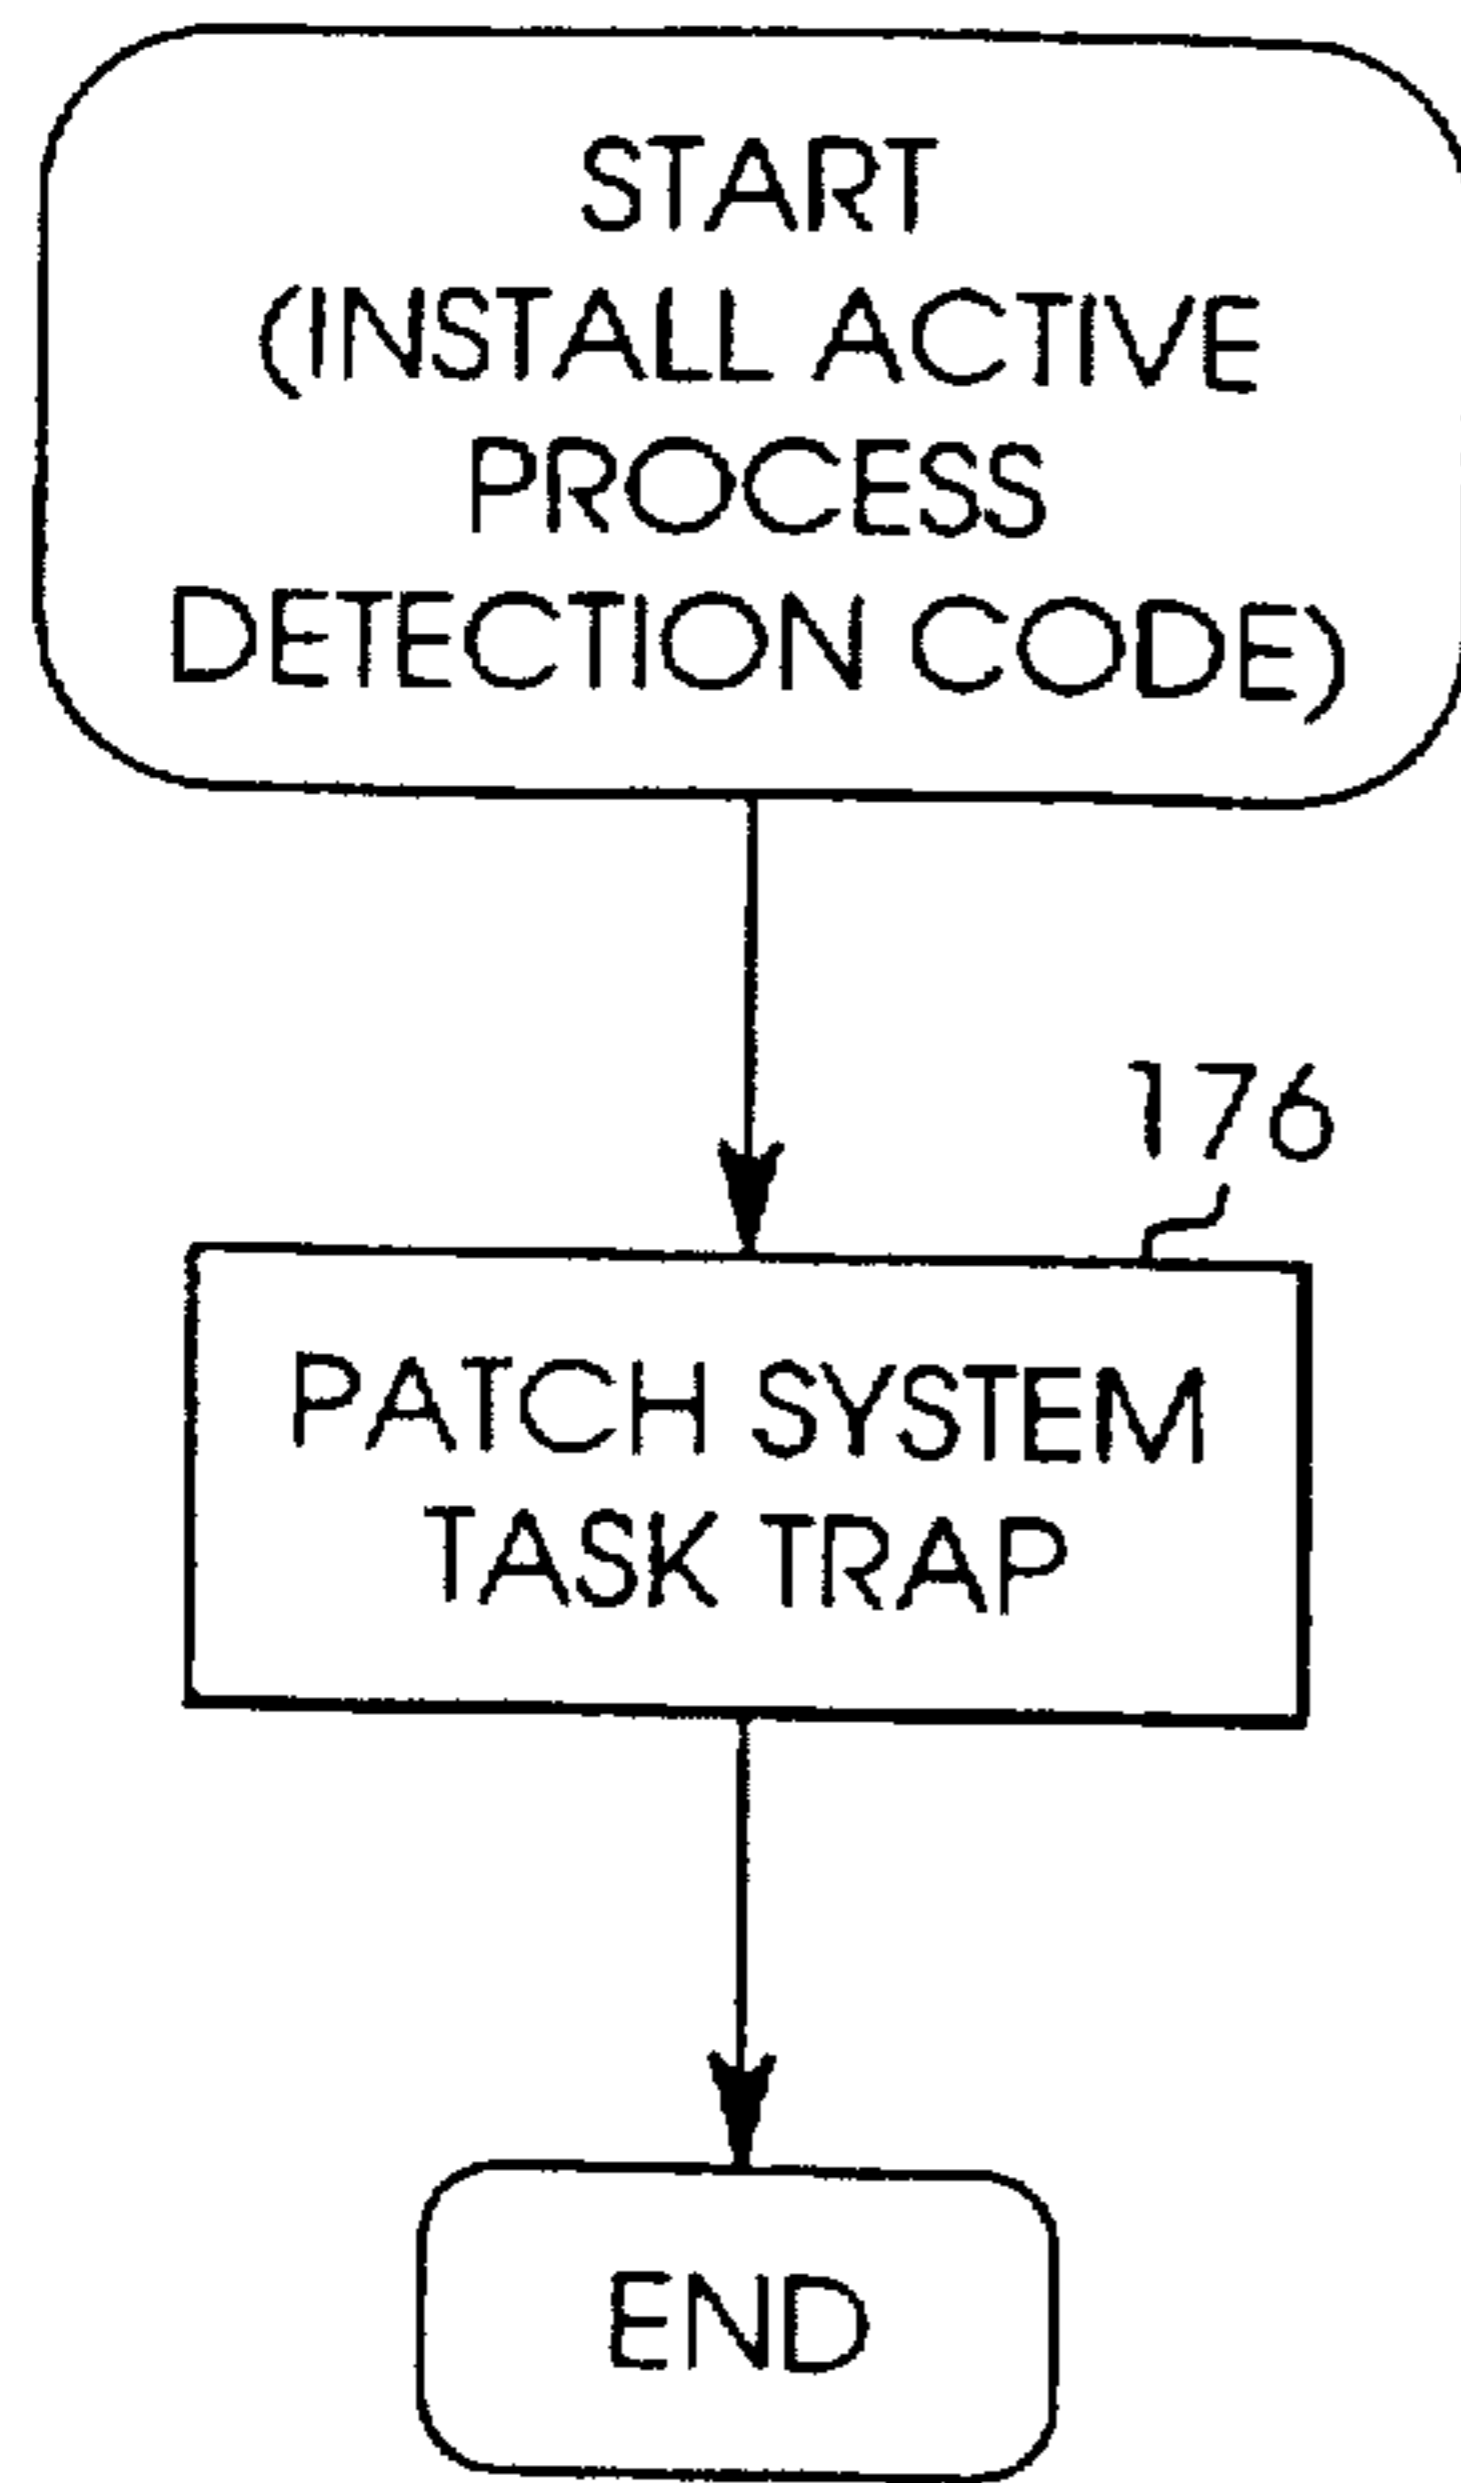 START
(INSTALL ACTIVE
PROCESS
DETECTION CODE)
176
PATCH SYSTEM
TASK TRAP
END